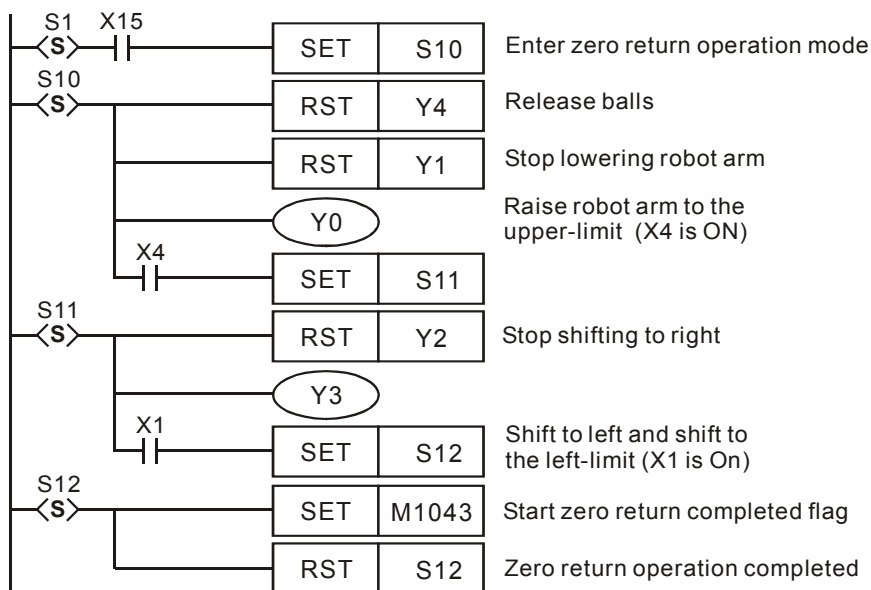 S1 X15
S SET S10 Enter zero return operation mode
S10
S RST Y4 Release balls
RST Y1 Stop lowering robot arm
Y0 Raise robot arm to the
upper-limit (X4 is ON)
X4
SET S11
S11
S RST Y2 Stop shifting to right
Y3
X1
SET S12 Shift to left and shift to
the left-limit (X1 is On)
S12
S SET M1043 Start zero return completed flag
RST S12 Zero return operation completed